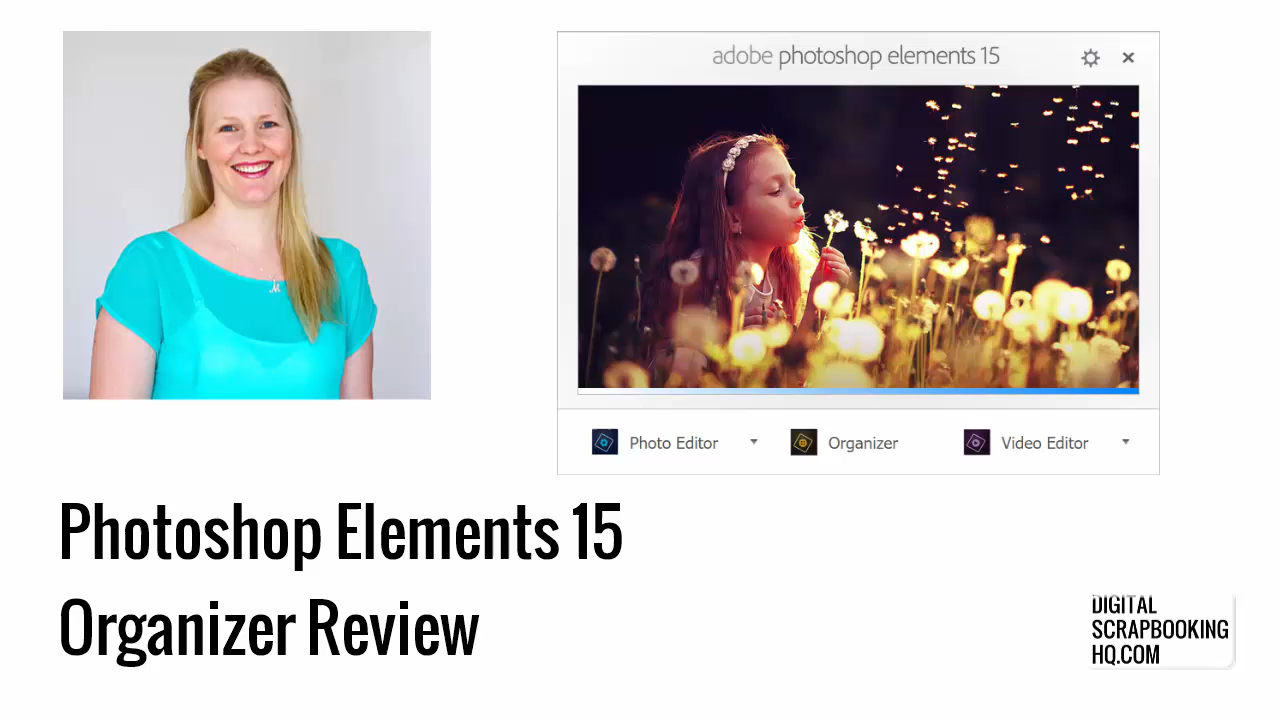 adobe photoshop elements 15
Photo Editor
Organizer
Video Editor
Photoshop Elements 15
Organizer Review
DIGITAL
SCRAPBOOKING
HQ.COM